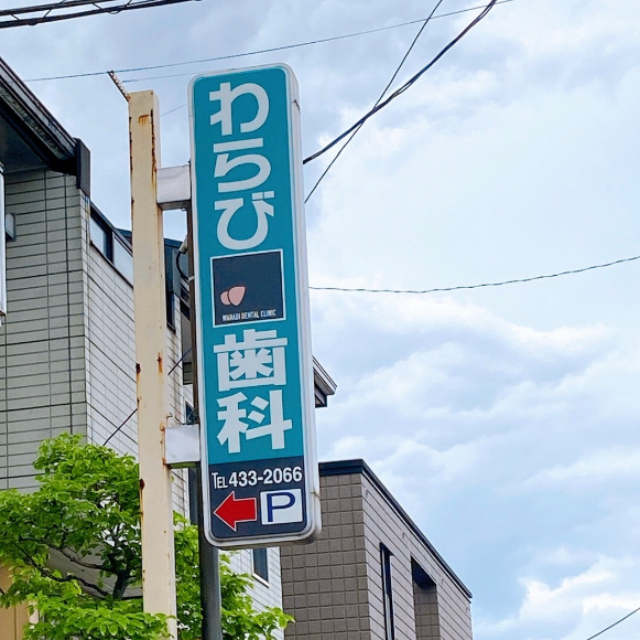 わらび
WARABI DENTAL CLINIC
歯科
TEL 433-2066
P